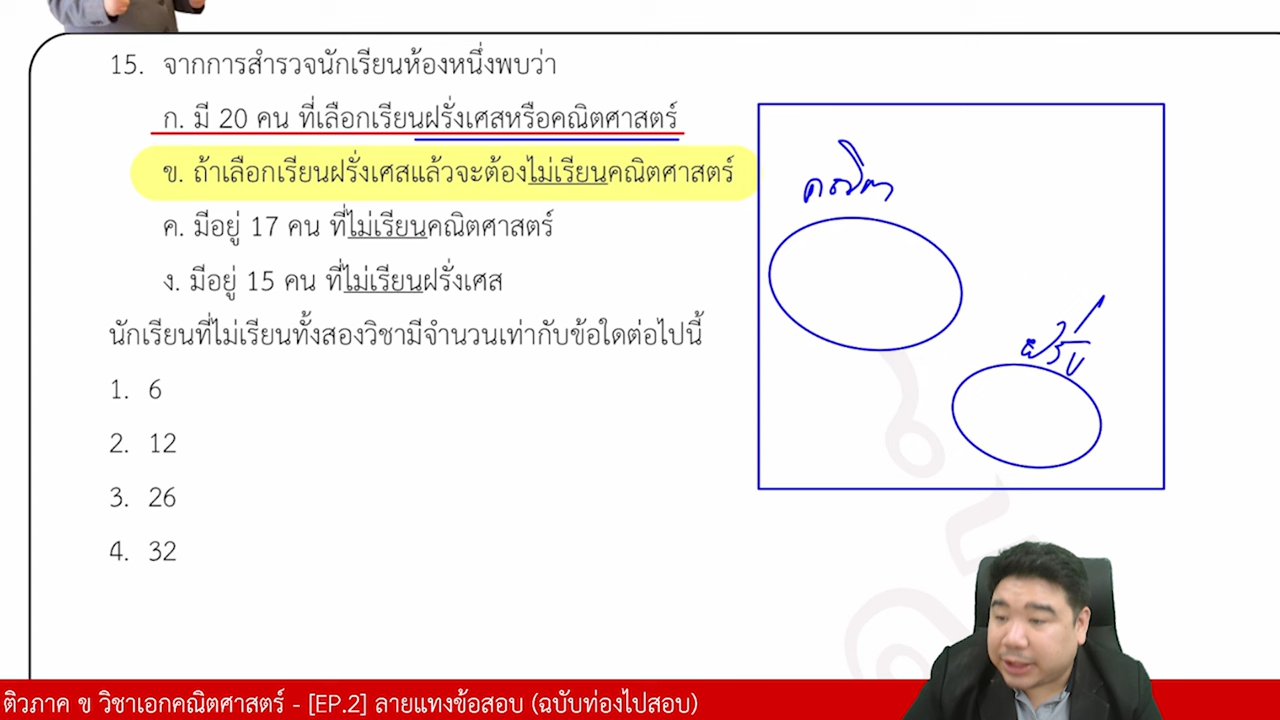 15. จากการสำรวจนักเรียนห้องหนึ่งพบว่า
ก. มี 20 คน ที่เลือกเรียนฝรั่งเศสหรือคณิตศาสตร์
ข. ถ้าเลือกเรียนฝรั่งเศสแล้วจะต้องไม่เรียนคณิตศาสตร์
ค. มีอยู่ 17 คน ที่ไม่เรียนคณิตศาสตร์
ง. มีอยู่ 15 คน ที่ไม่เรียนฝรั่งเศส
นักเรียนที่ไม่เรียนทั้งสองวิชามีจำนวนเท่ากับข้อใดต่อไปนี้
1. 6
2. 12
3. 26
4. 32
คณิต
ฝรั่ง
ติวภาค ข วิชาเอกคณิตศาสตร์ - [EP.2] ลายแทงข้อสอบ (ฉบับท่องไปสอบ)